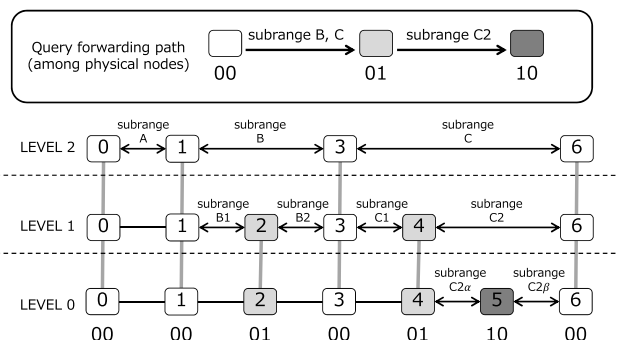 Query forwarding path
(among physical nodes)
subrange B, C
subrange C2
00
01
10
subrange
A
subrange
B
subrange
C
LEVEL 2
0
1
3
6
subrange
B1
subrange
B2
subrange
C1
subrange
C2
LEVEL 1
0
1
2
3
4
6
subrange
C2α
subrange
C2β
LEVEL 0
0
1
2
3
4
5
6
00
00
01
00
01
10
00